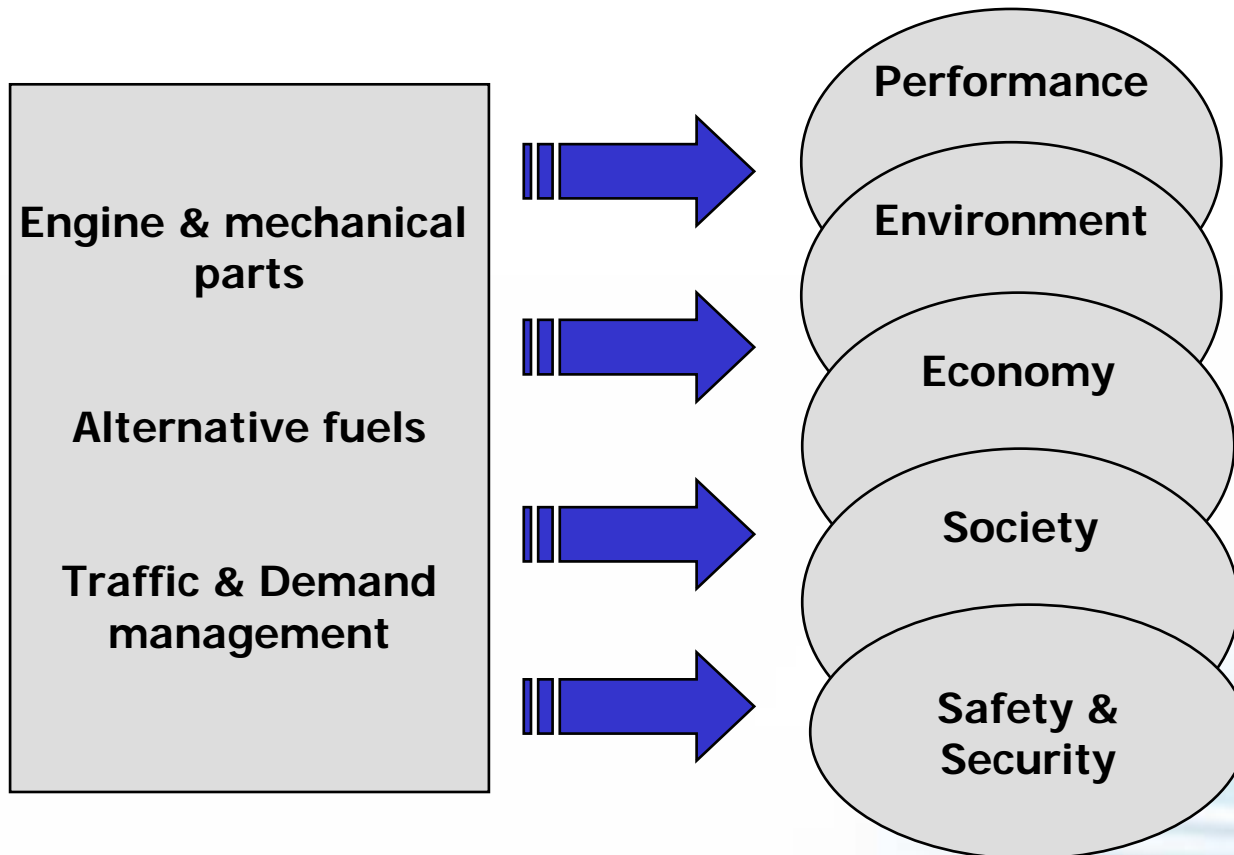 Engine & mechanical
parts
Alternative fuels
Traffic & Demand
management
Performance
Environment
Economy
Society
Safety &
Security